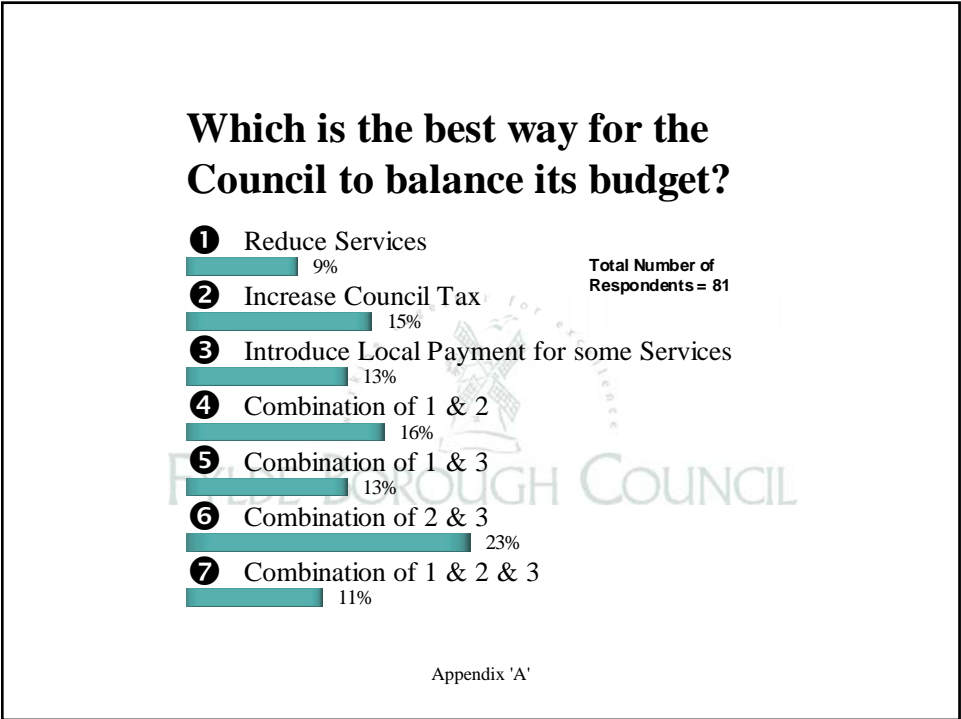 Which is the best way for the
Council to balance its budget?
❶ Reduce Services
9%
Total Number of
Respondents = 81
❷ Increase Council Tax
15%
❸ Introduce Local Payment for some Services
13%
❹ Combination of 1 & 2
16%
❺ Combination of 1 & 3
13%
FYLDE BOROUGH COUNCIL
❻ Combination of 2 & 3
23%
❼ Combination of 1 & 2 & 3
11%
Appendix 'A'